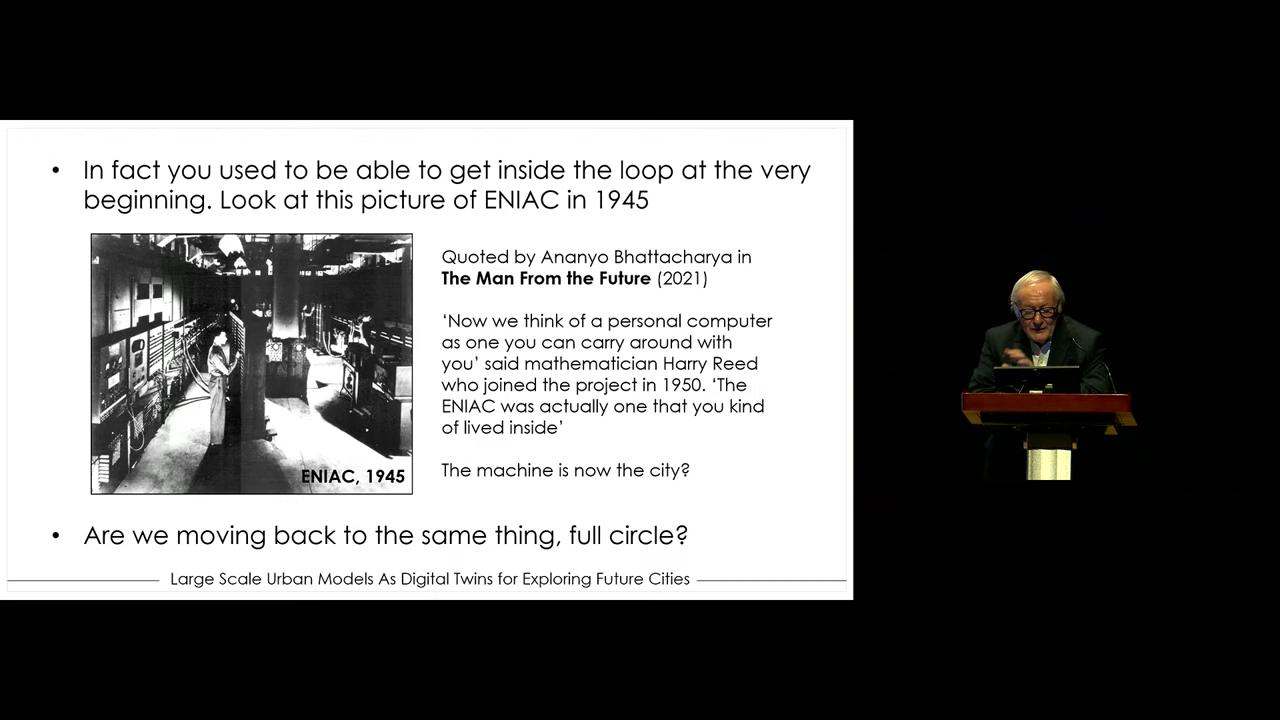 • In fact you used to be able to get inside the loop at the very
beginning. Look at this picture of ENIAC in 1945
Quoted by Ananyo Bhattacharya in
The Man From the Future (2021)
‘Now we think of a personal computer
as one you can carry around with
you’ said mathematician Harry Reed
who joined the project in 1950. ‘The
ENIAC was actually one that you kind
of lived inside’
The machine is now the city?
ENIAC, 1945
• Are we moving back to the same thing, full circle?
Large Scale Urban Models As Digital Twins for Exploring Future Cities